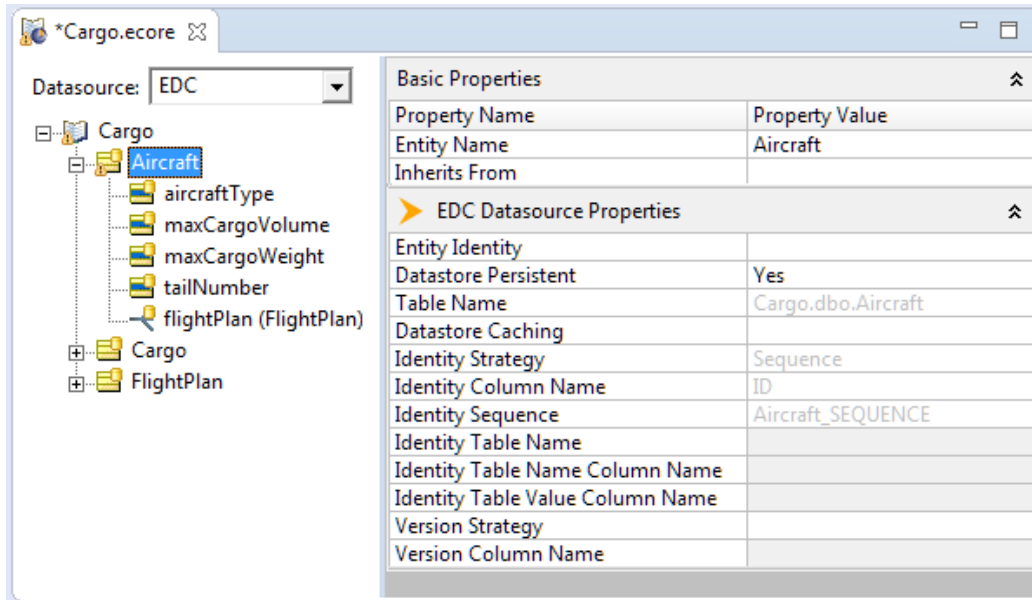 *Cargo.ecore
Datasource: EDC
Cargo
Aircraft
aircraftType
maxCargoVolume
maxCargoWeight
tailNumber
flightPlan (FlightPlan)
Cargo
FlightPlan
Basic Properties
Property Name Property Value
Entity Name Aircraft
Inherits From
EDC Datasource Properties
Entity Identity
Datastore Persistent Yes
Table Name Cargo.dbo.Aircraft
Datastore Caching
Identity Strategy Sequence
Identity Column Name ID
Identity Sequence Aircraft_SEQUENCE
Identity Table Name
Identity Table Name Column Name
Identity Table Value Column Name
Version Strategy
Version Column Name